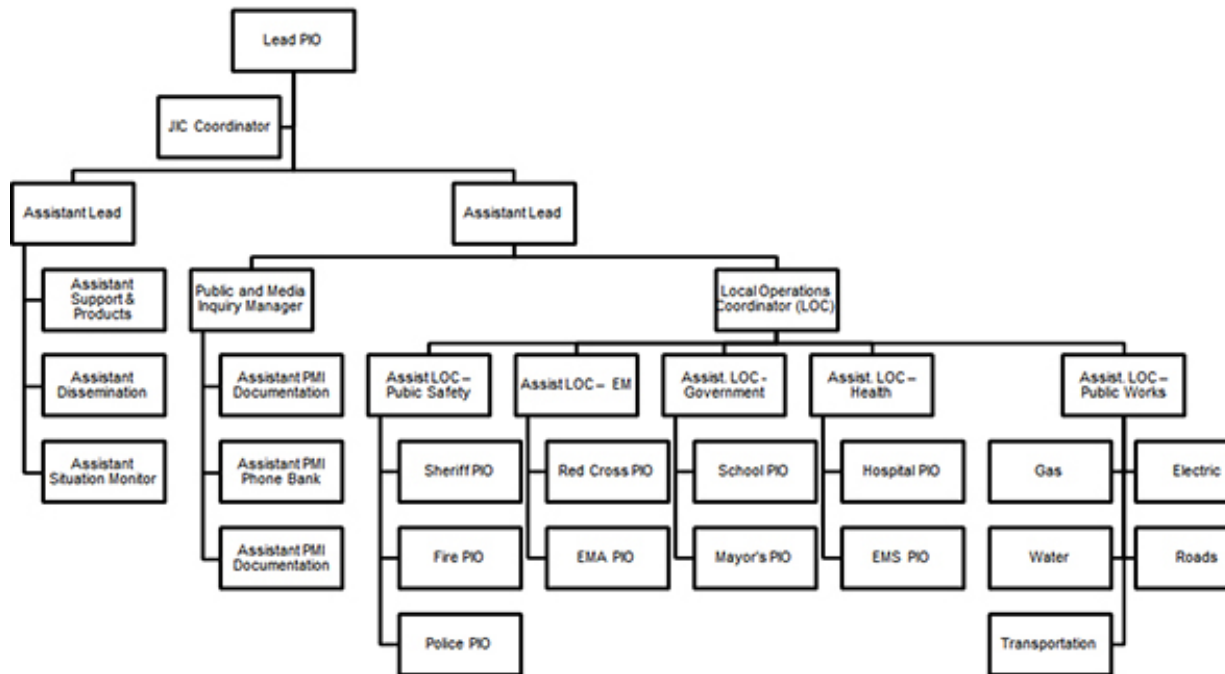 Lead PIO
JIC Coordinator
Assistant Lead
Assistant Lead
Assistant
Support &
Products
Assistant
Dissemination
Assistant
Situation Monitor
Public and Media
Inquiry Manager
Assistant PMI
Documentation
Assistant PMI
Phone Bank
Assistant PMI
Documentation
Local Operations
Coordinator (LOC)
Assist LOC –
Pubic Safety
Sheriff PIO
Fire PIO
Police PIO
Assist LOC – EM
Red Cross PIO
EMA PIO
Assist. LOC -
Government
School PIO
Mayor's PIO
Assist. LOC –
Health
Hospital PIO
EMS PIO
Assist. LOC –
Public Works
Gas
Electric
Water
Roads
Transportation